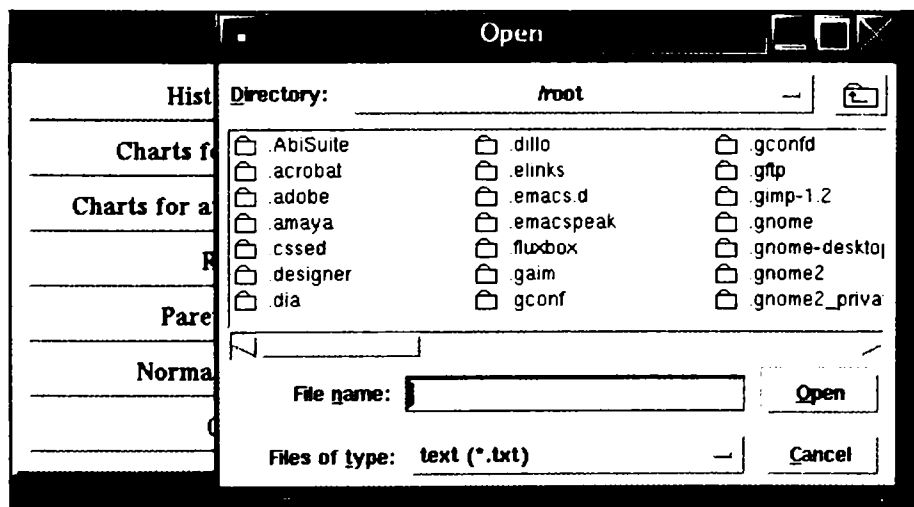 Open
Hist
Charts f
Charts for a
R
Pare
Norma
Directory: /root
.AbiSuite .dillo .gconfd
.acrobat .elinks .gftp
.adobe .emacs.d .gimp-1.2
.amaya .emacspeak .gnome
.cssed .fluxbox .gnome-desktop
.designer .gaim .gnome2
.dia gconf .gnome2_priva
File name: Open
Files of type: text (*.txt) Cancel